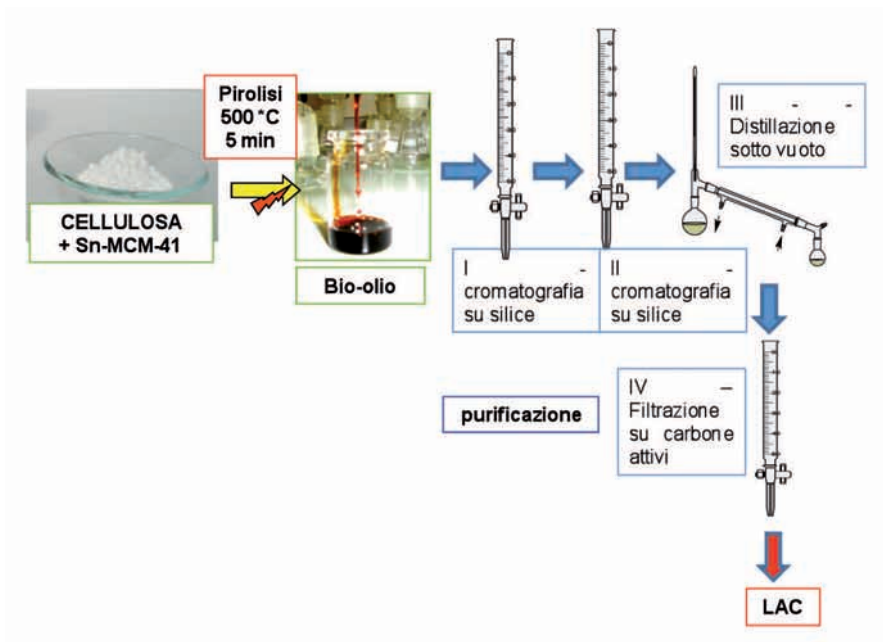 Pirolisi
500 °C
5 min
CELLULOSA
+ Sn-MCM-41
Bio-olio
I -
cromatografia
su silice
II -
cromatografia
su silice
III - -
Distillazione
sotto vuoto
purificazione
IV –
Filtrazione
su carbone
attivi
LAC